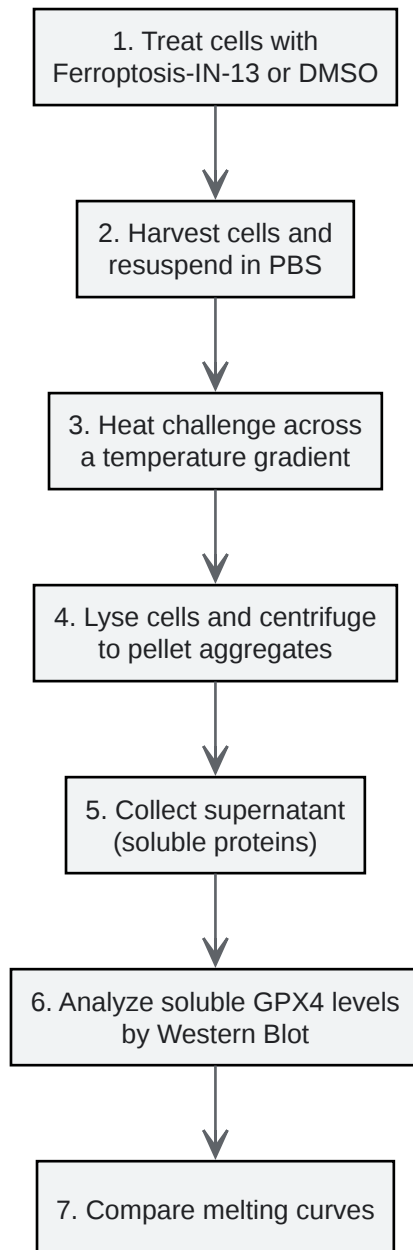 1. Treat cells with
Ferroptosis-IN-13 or DMSO
2. Harvest cells and
resuspend in PBS
3. Heat challenge across
a temperature gradient
4. Lyse cells and centrifuge
to pellet aggregates
5. Collect supernatant
(soluble proteins)
6. Analyze soluble GPX4 levels
by Western Blot
7. Compare melting curves